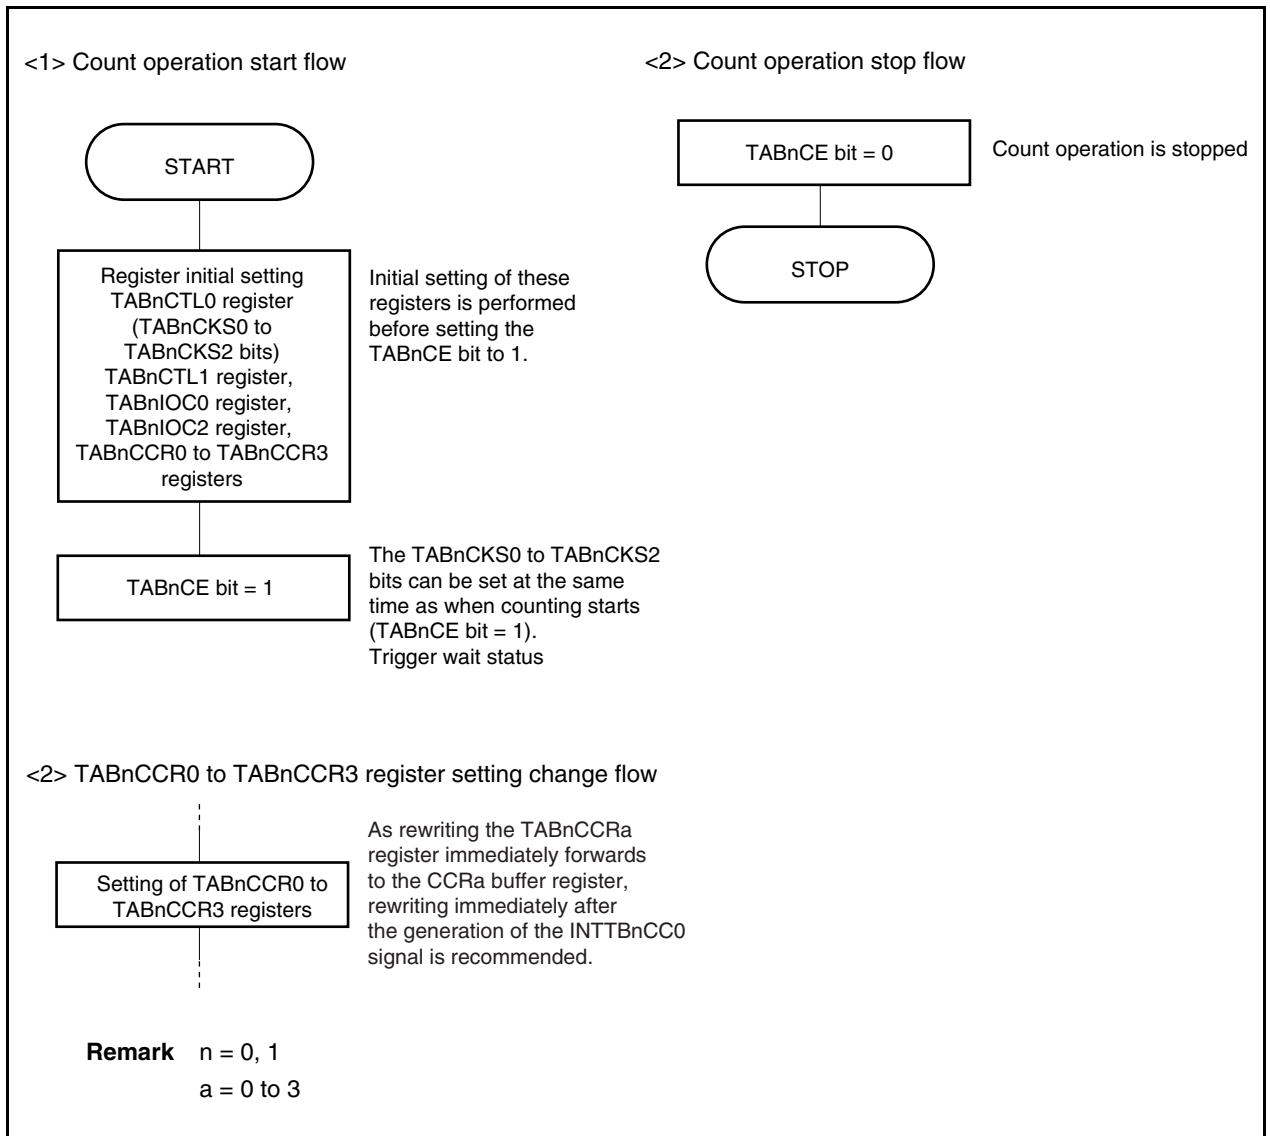 <1> Count operation start flow
START
Register initial setting
TABnCTL0 register
(TABnCKS0 to
TABnCKS2 bits)
TABnCTL1 register,
TABnIOC0 register,
TABnIOC2 register,
TABnCCR0 to TABnCCR3
registers
Initial setting of these
registers is performed
before setting the
TABnCE bit to 1.
TABnCE bit = 1
The TABnCKS0 to TABnCKS2
bits can be set at the same
time as when counting starts
(TABnCE bit = 1).
Trigger wait status
<2> Count operation stop flow
TABnCE bit = 0
Count operation is stopped
STOP
<2> TABnCCR0 to TABnCCR3 register setting change flow
Setting of TABnCCR0 to
TABnCCR3 registers
As rewriting the TABnCCRa
register immediately forwards
to the CCRa buffer register,
rewriting immediately after
the generation of the INTTBnCC0
signal is recommended.
Remark n = 0, 1
a = 0 to 3